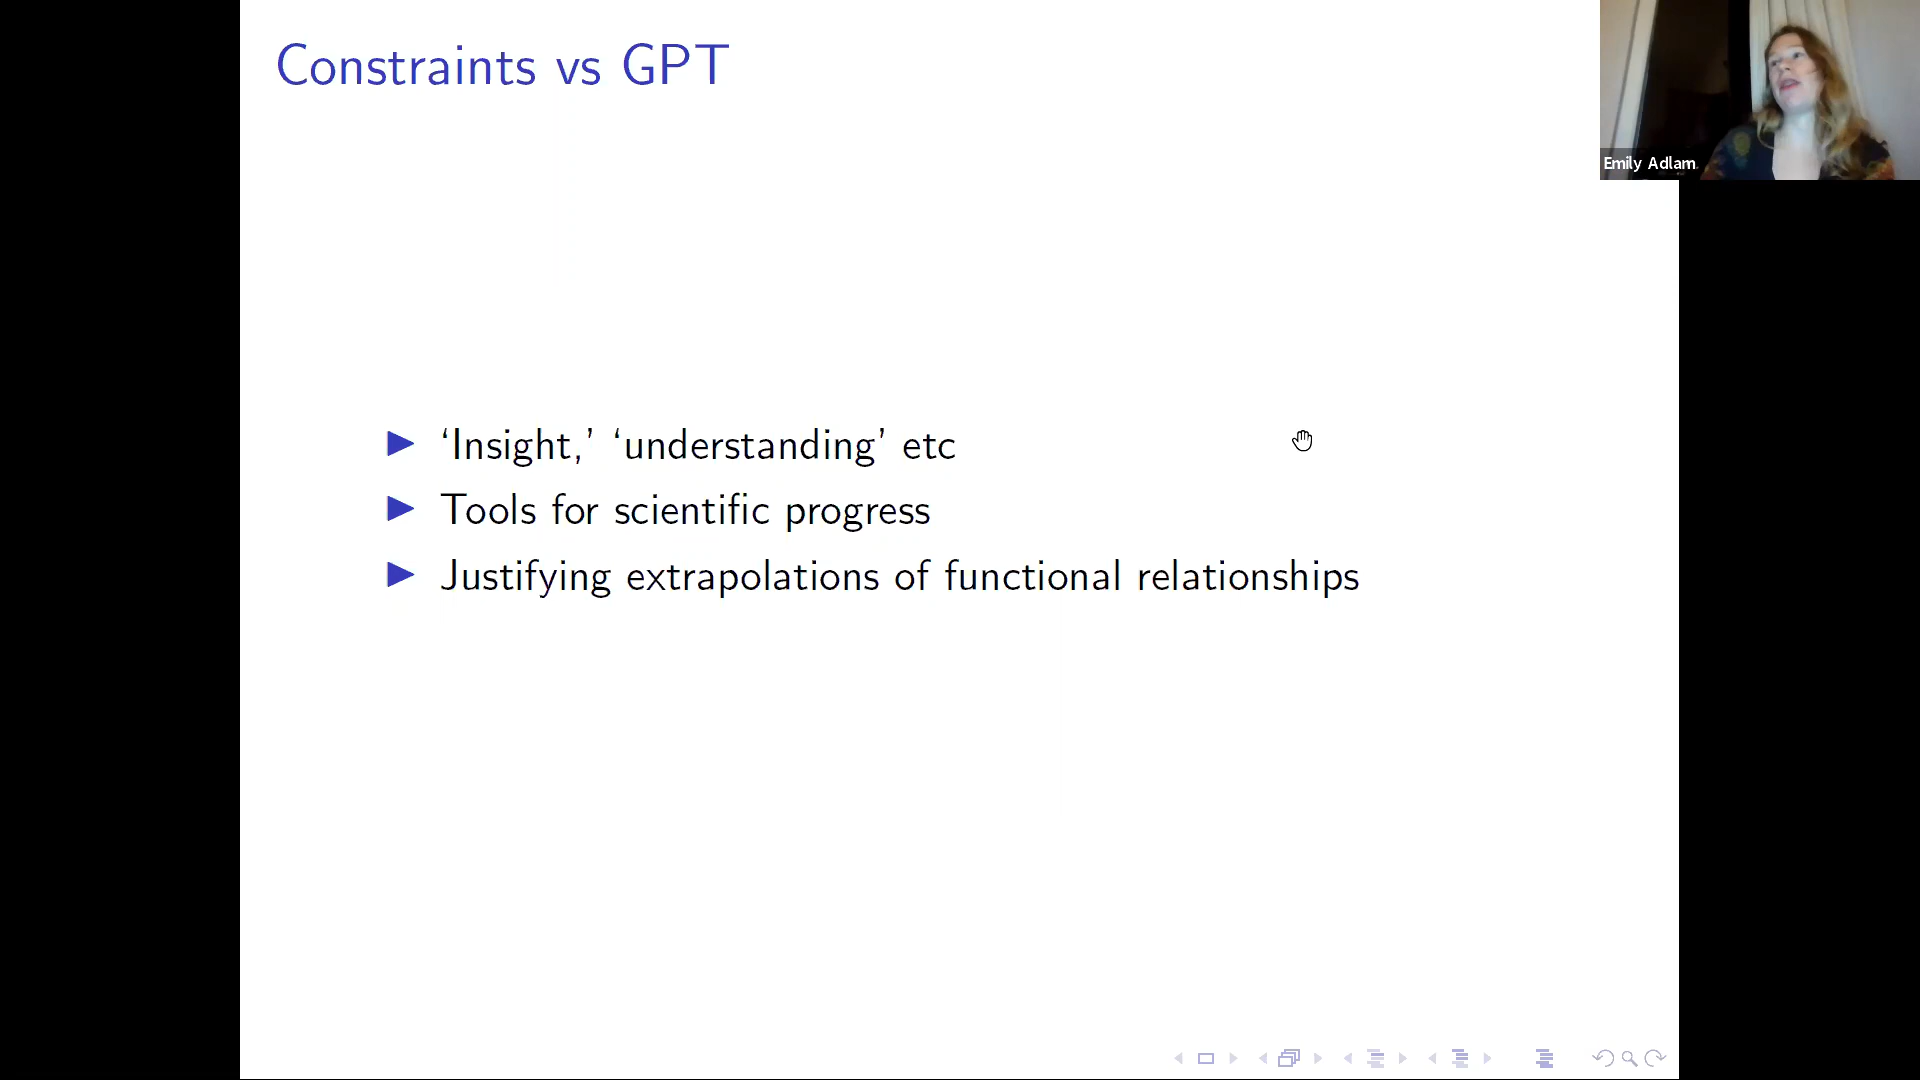 Constraints vs GPT
Emily Adlam
‘Insight,’ ‘understanding’ etc
Tools for scientific progress
Justifying extrapolations of functional relationships